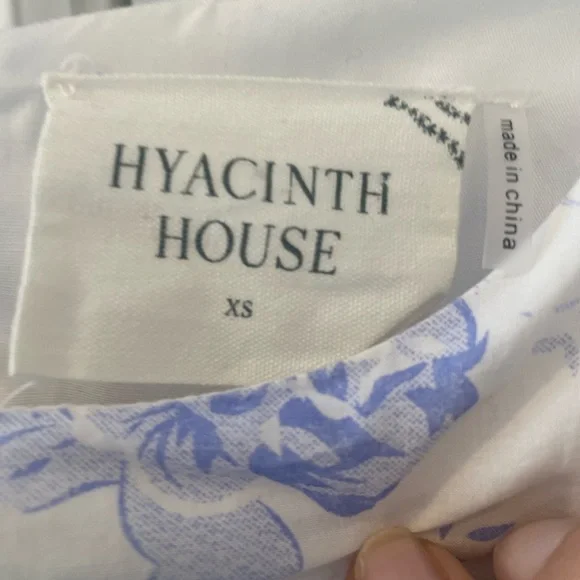 HYACINTH
HOUSE
XS
made in china